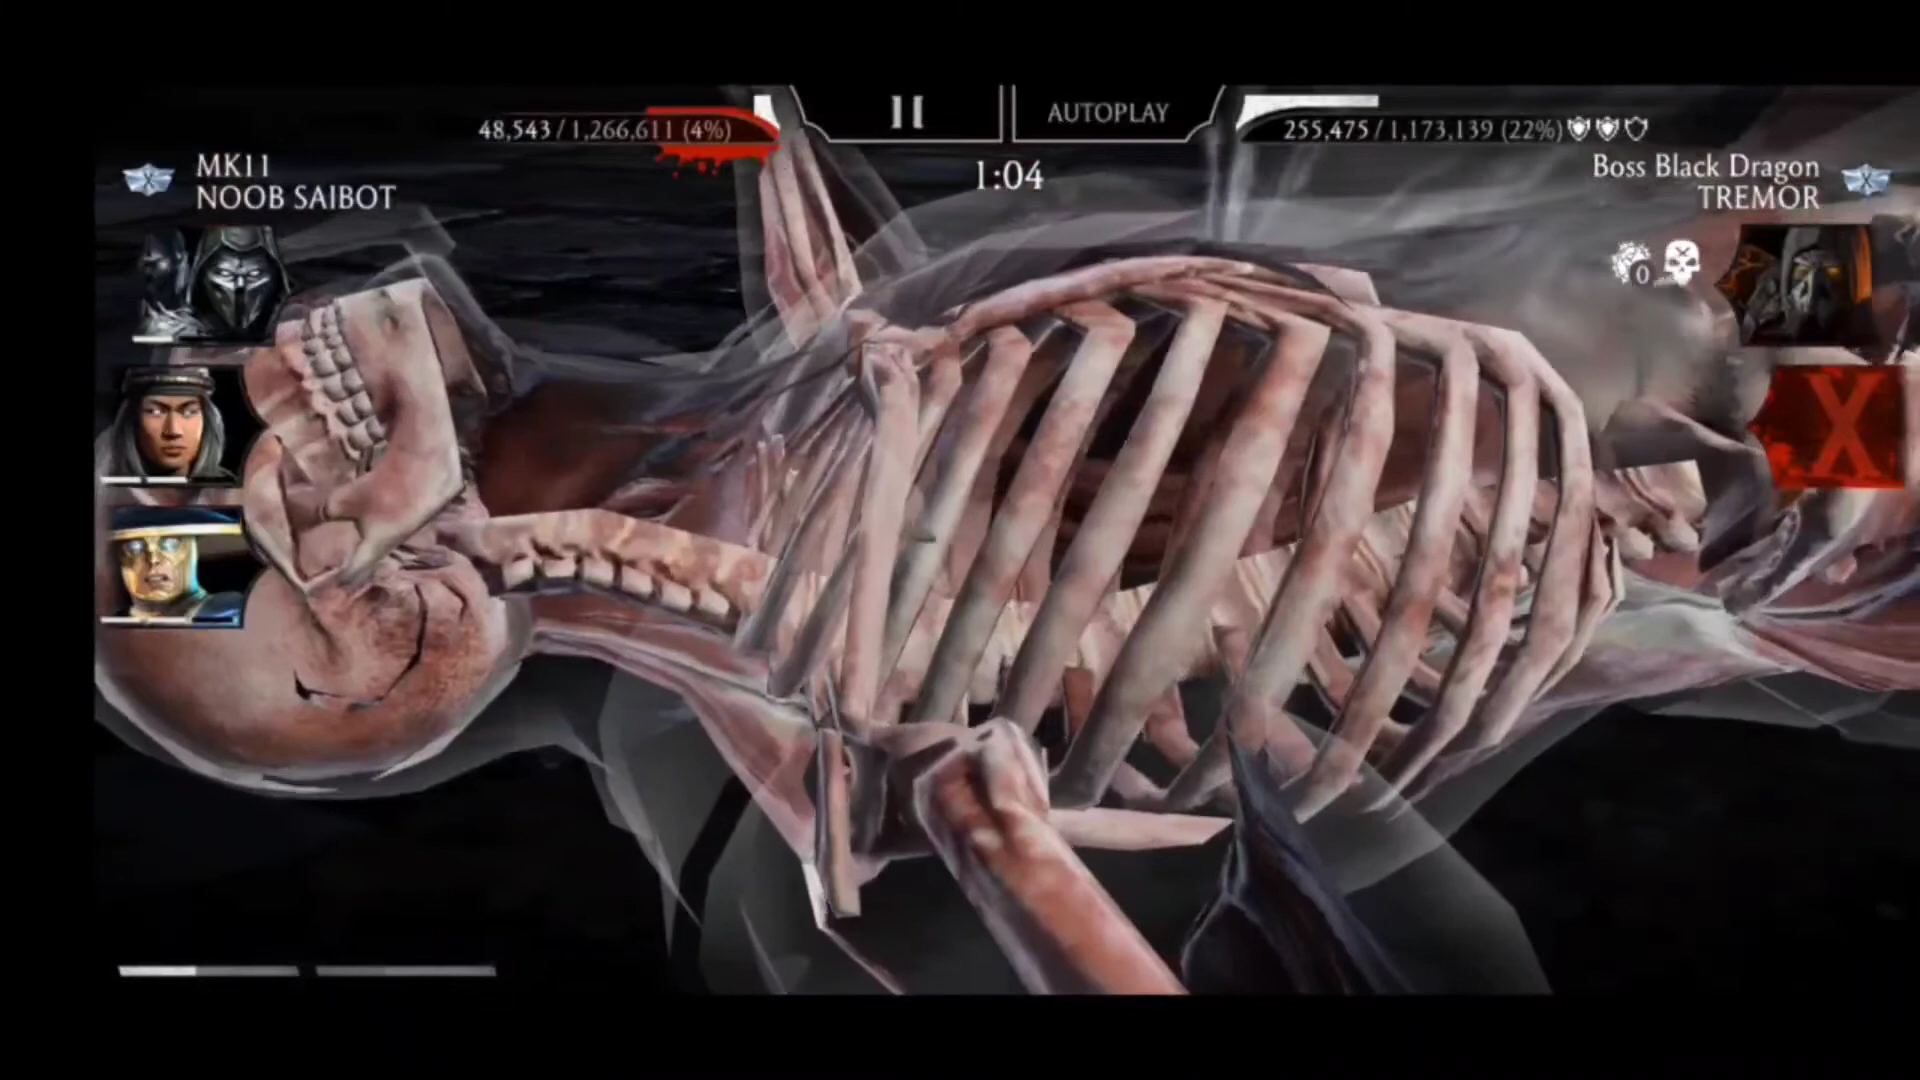 AUTOPLAY
48,543 / 1,266,611 (4%)
255,475 / 1,173,139 (22%)
1:04
MK11
NOOB SAIBOT
Boss Black Dragon
TREMOR
0
X